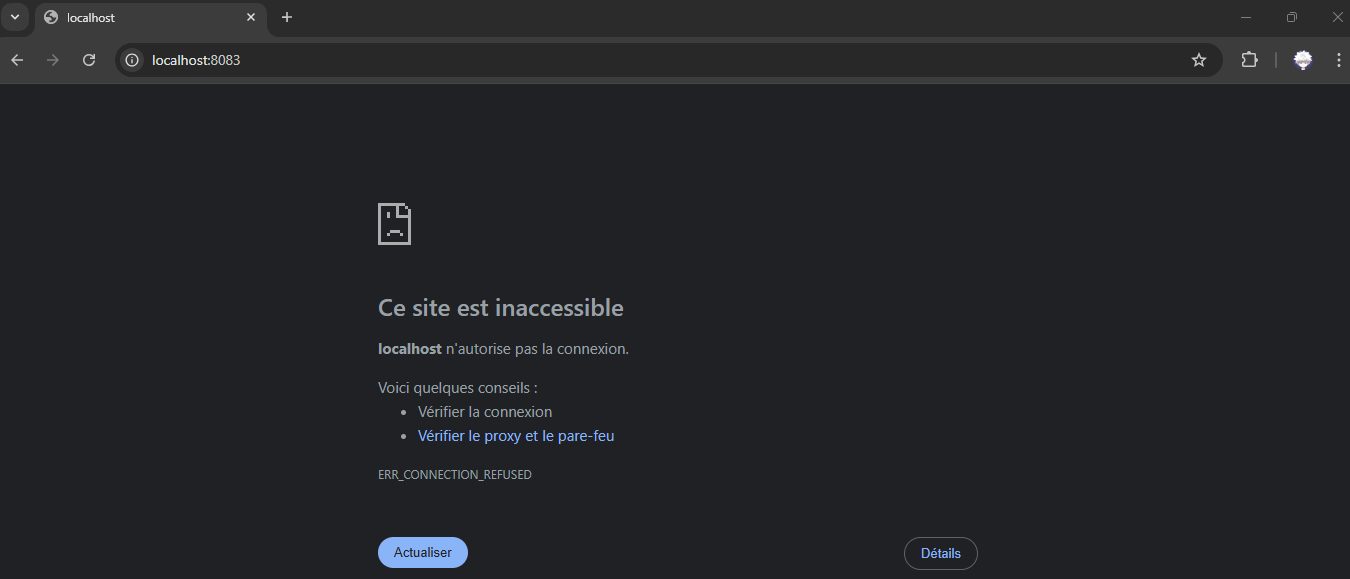 localhost
localhost:8083
Ce site est inaccessible
localhost n'autorise pas la connexion.
Voici quelques conseils :
Vérifier la connexion
Vérifier le proxy et le pare-feu
ERR_CONNECTION_REFUSED
Actualiser
Détails